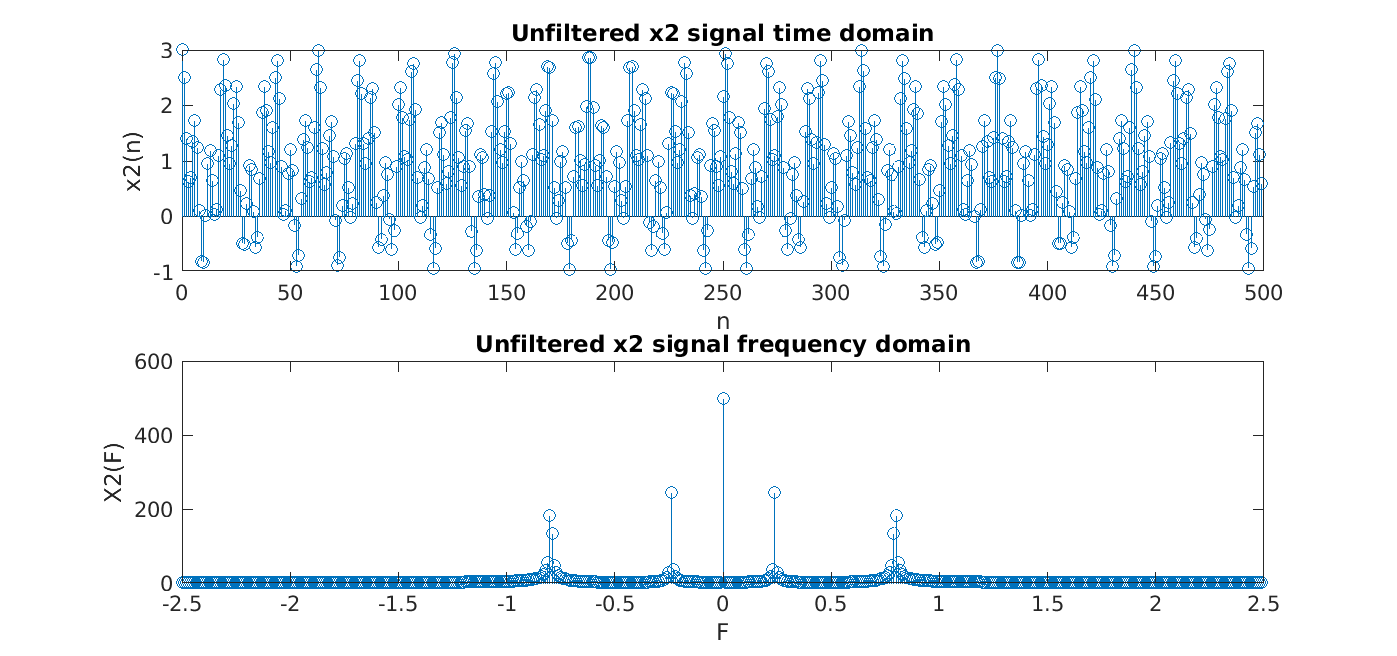 Unfiltered x2 signal time domain
x2(n)
3
2
1
0
-1
0 50 100 150 200 250 300 350 400 450 500
n
Unfiltered x2 signal frequency domain
X2(F)
600
400
200
0
-2.5 -2 -1.5 -1 -0.5 0 0.5 1 1.5 2 2.5
F